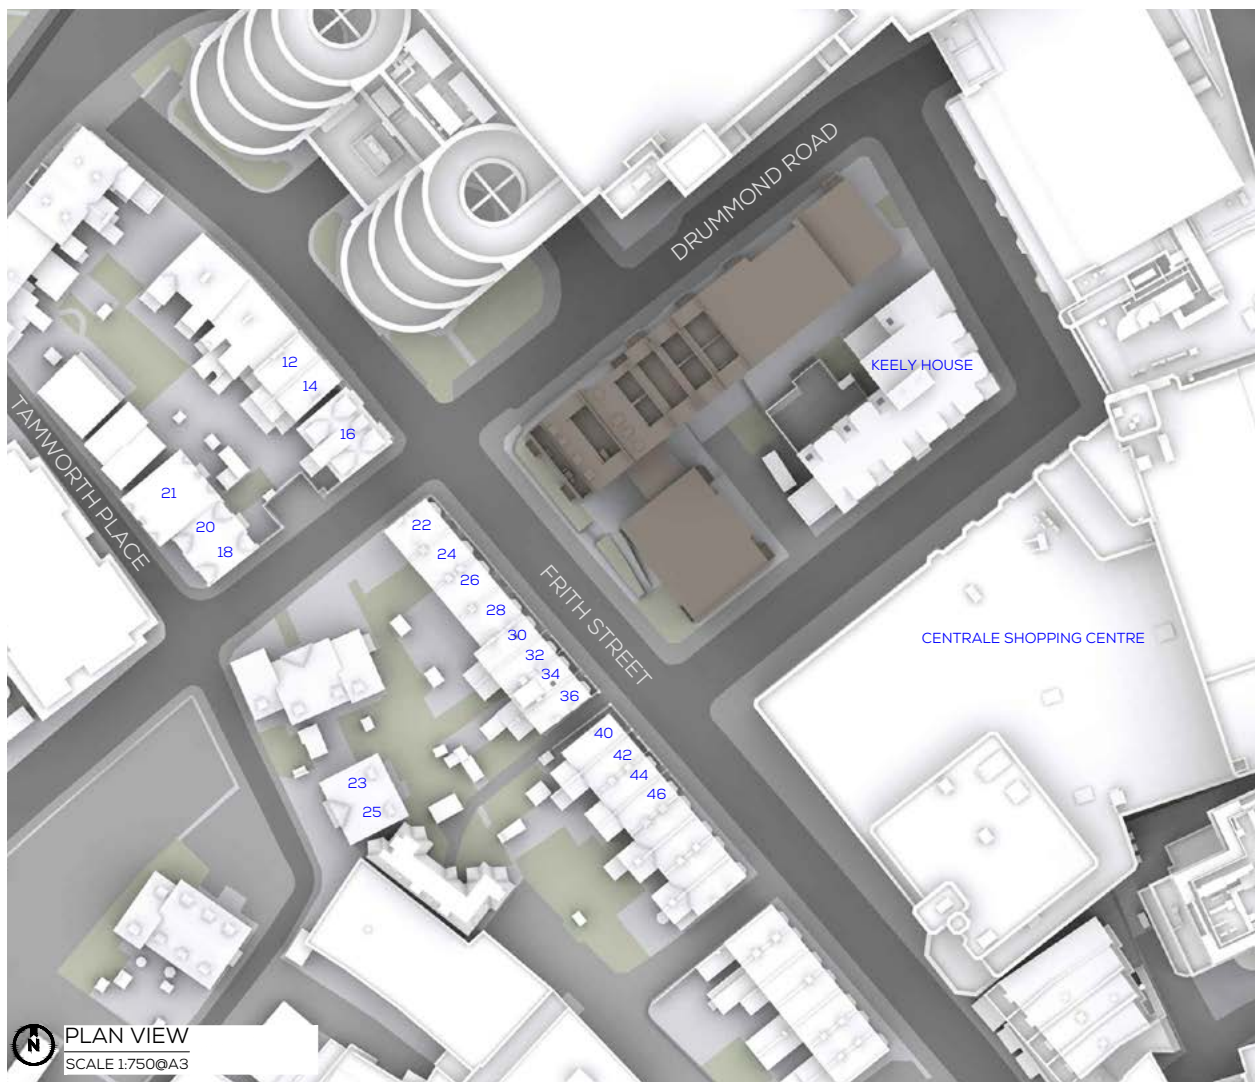 DRUMMOND ROAD
KEELY HOUSE
12
14
16
TAMWORTH PLACE
21
20
18
22
24
26
28
30
32
34
36
FRITH STREET
CENTRALE SHOPPING CENTRE
40
42
44
46
23
25
N
PLAN VIEW
SCALE 1:750@A3